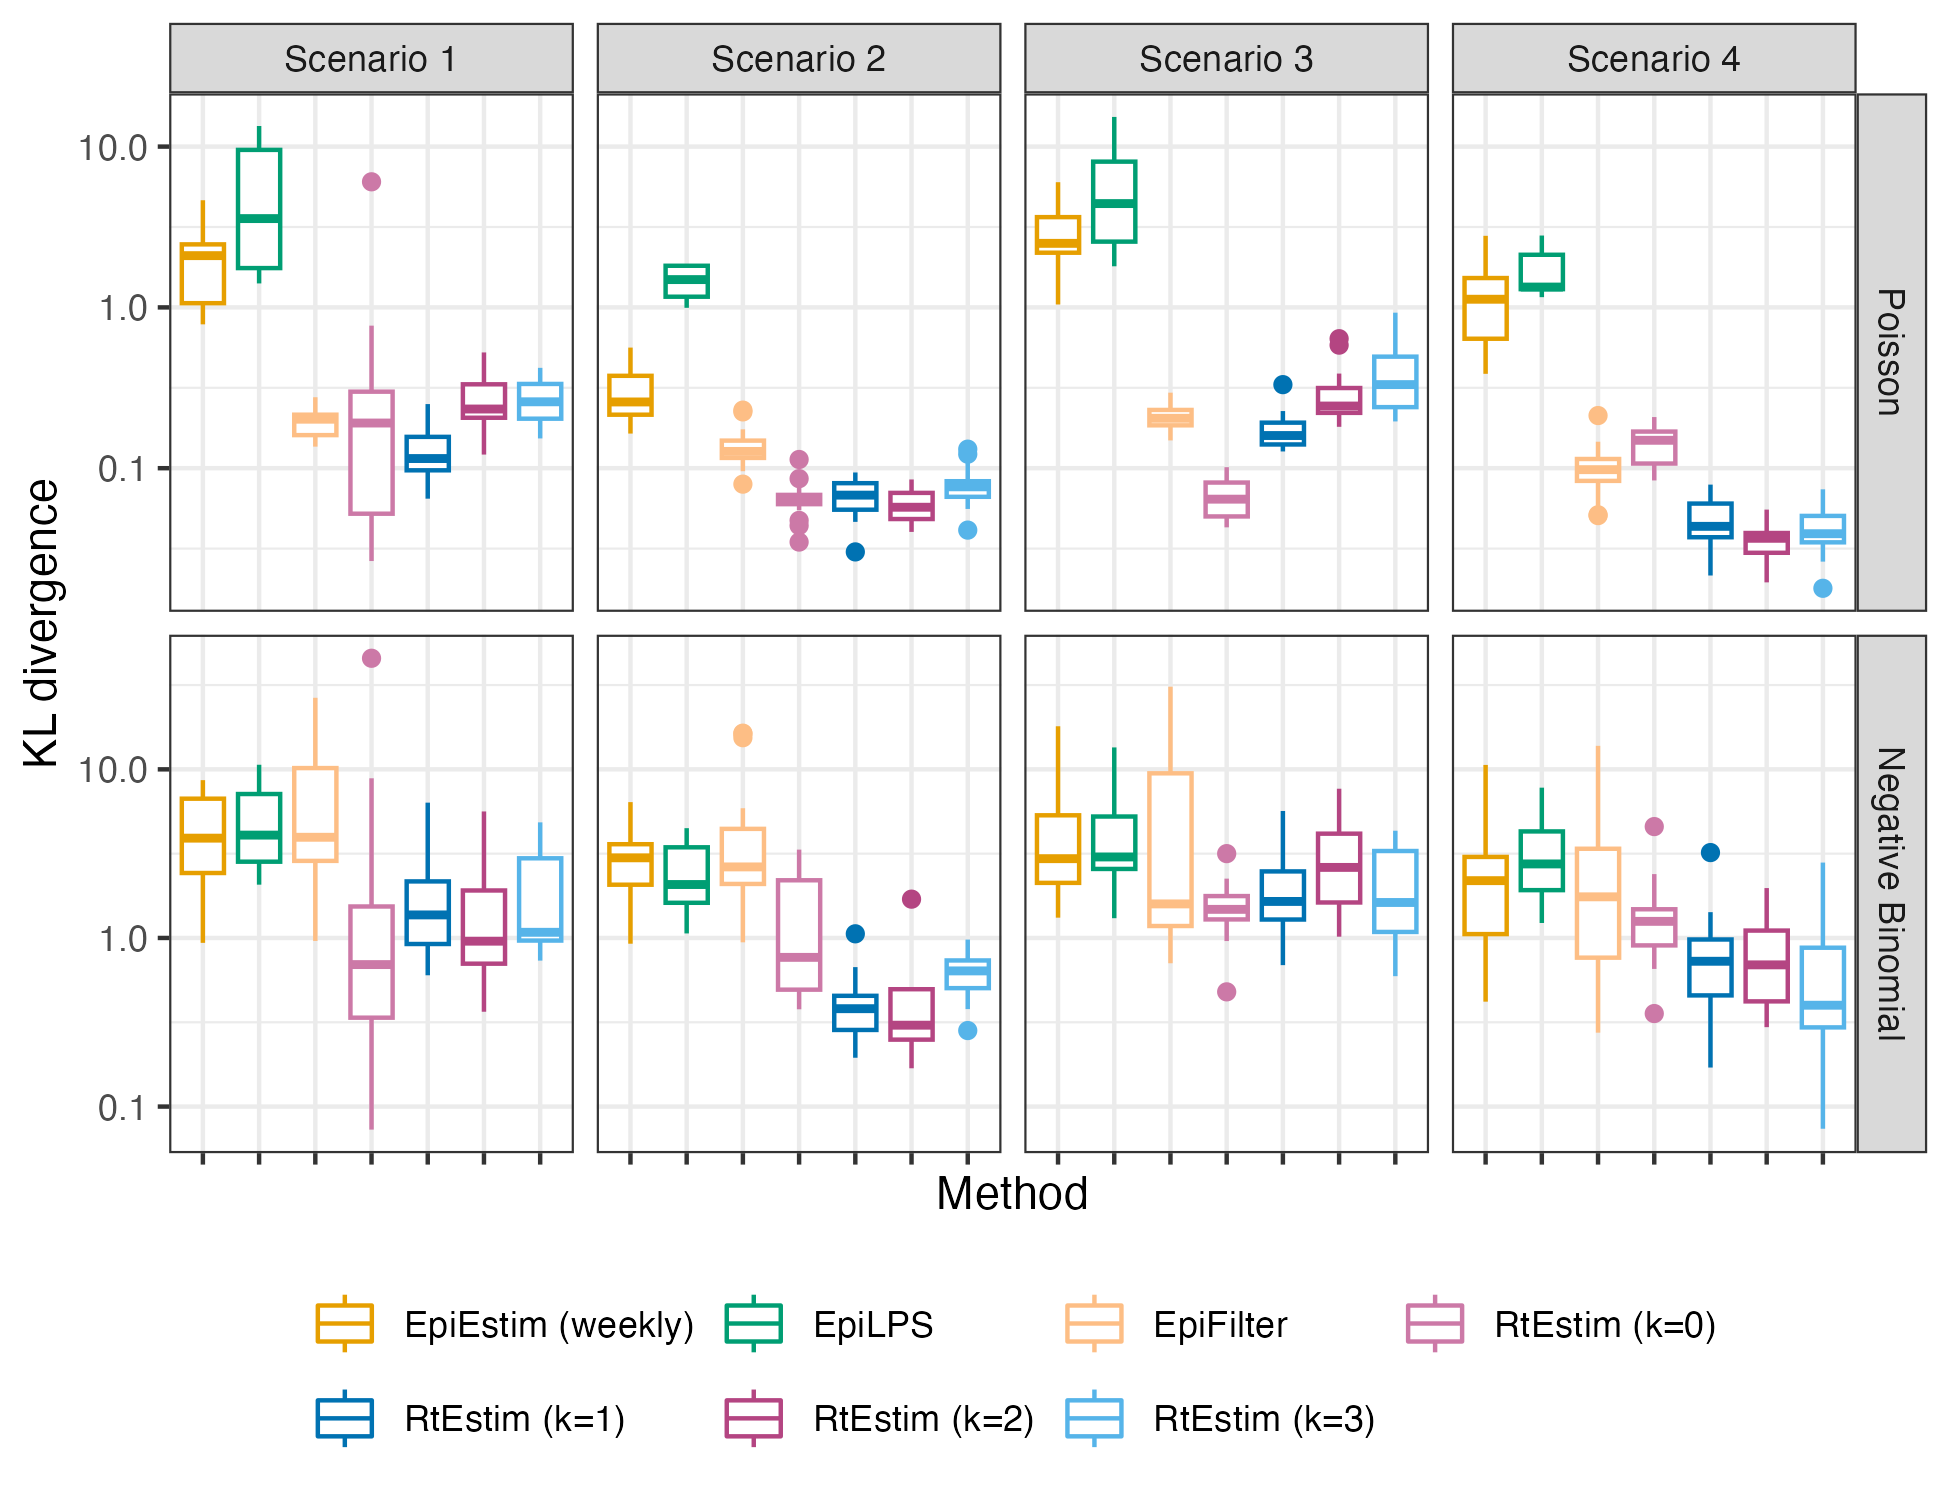 Scenario 1
Scenario 2
Scenario 3
Scenario 4
10.0
1.0
0.1
Poisson
KL divergence
10.0
1.0
0.1
Negative Binomial
Method
EpiEstim (weekly)
EpiLPS
EpiFilter
RtEstim (k=0)
RtEstim (k=1)
RtEstim (k=2)
RtEstim (k=3)